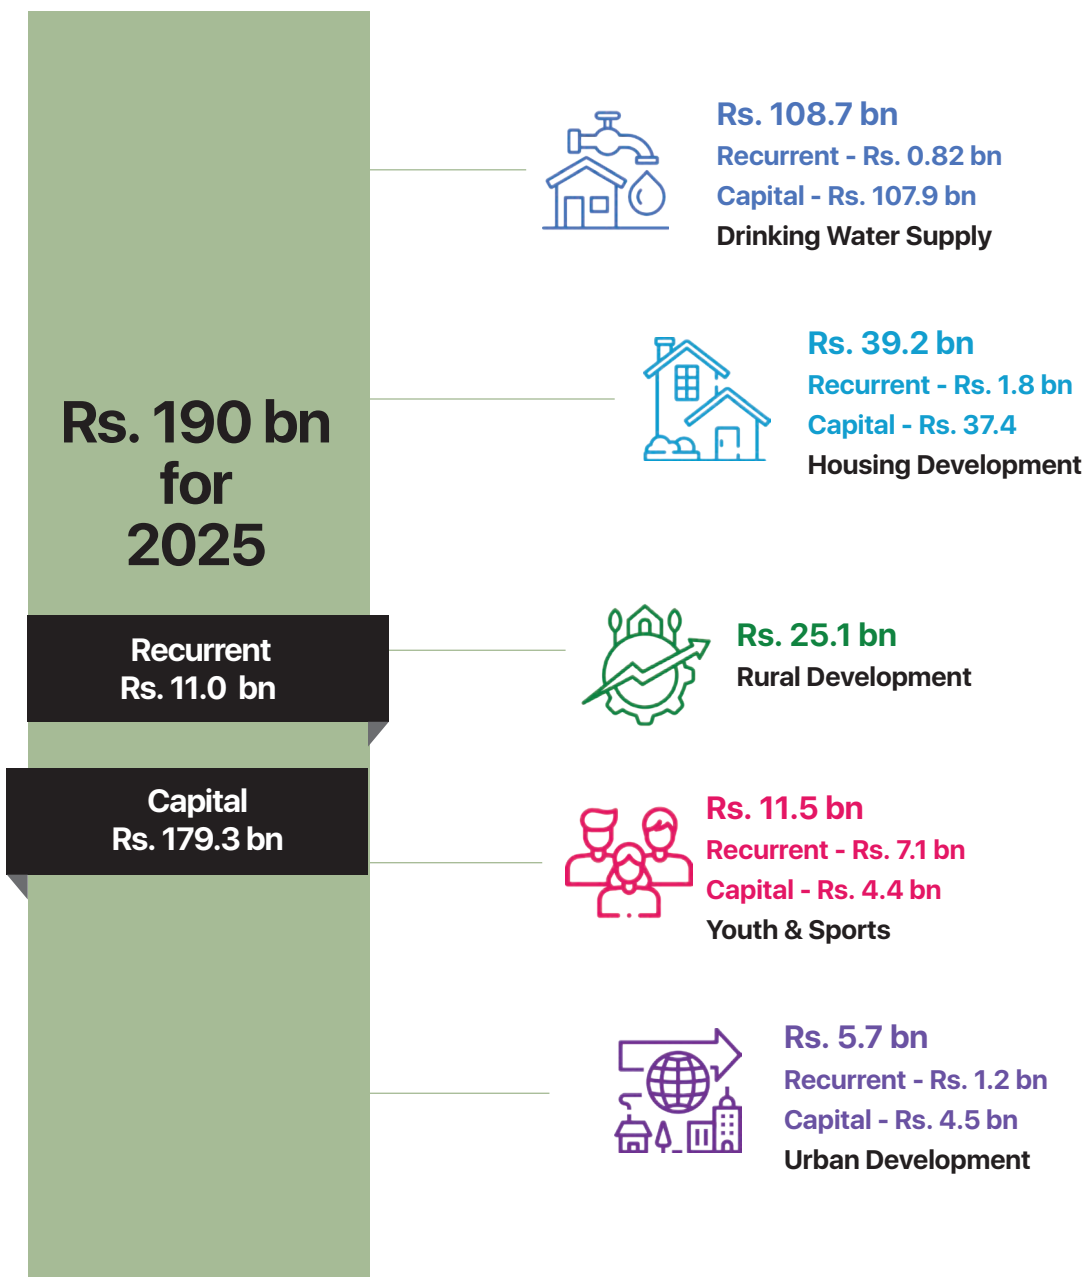 Rs. 190 bn
for
2025
Recurrent
Rs. 11.0 bn
Capital
Rs. 179.3 bn
Rs. 108.7 bn
Recurrent - Rs. 0.82 bn
Capital - Rs. 107.9 bn
Drinking Water Supply
Rs. 39.2 bn
Recurrent - Rs. 1.8 bn
Capital - Rs. 37.4
Housing Development
Rs. 25.1 bn
Rural Development
Rs. 11.5 bn
Recurrent - Rs. 7.1 bn
Capital - Rs. 4.4 bn
Youth & Sports
Rs. 5.7 bn
Recurrent - Rs. 1.2 bn
Capital - Rs. 4.5 bn
Urban Development